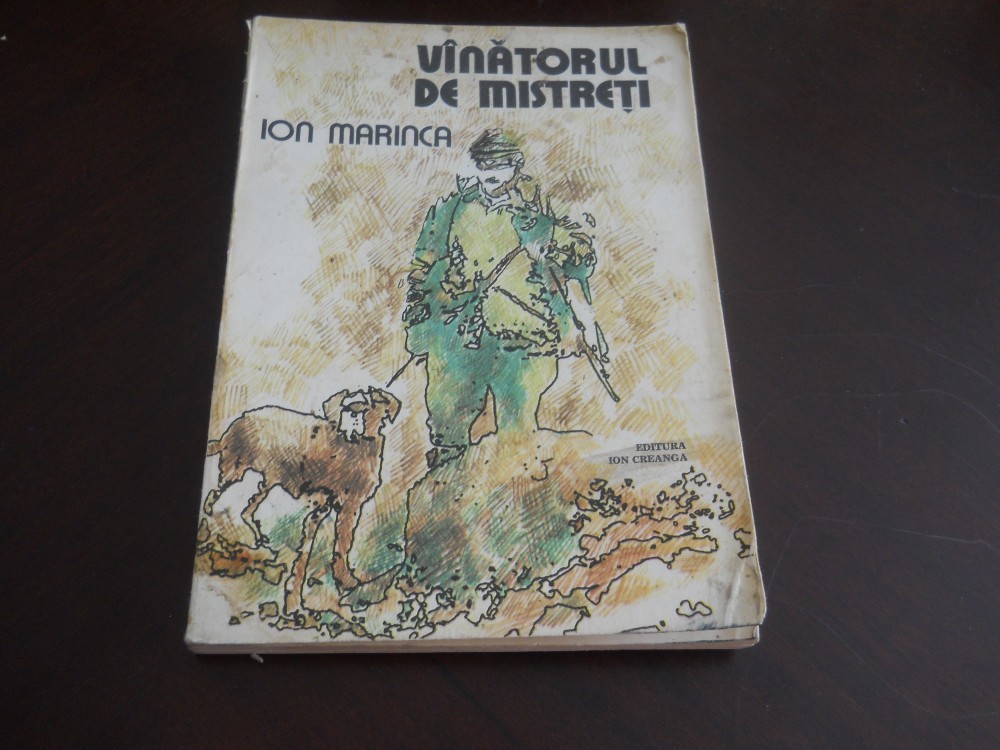 VÎNĂTORUL
DE MISTREȚI
ION MARINCA
EDITURA
ION CREANGA